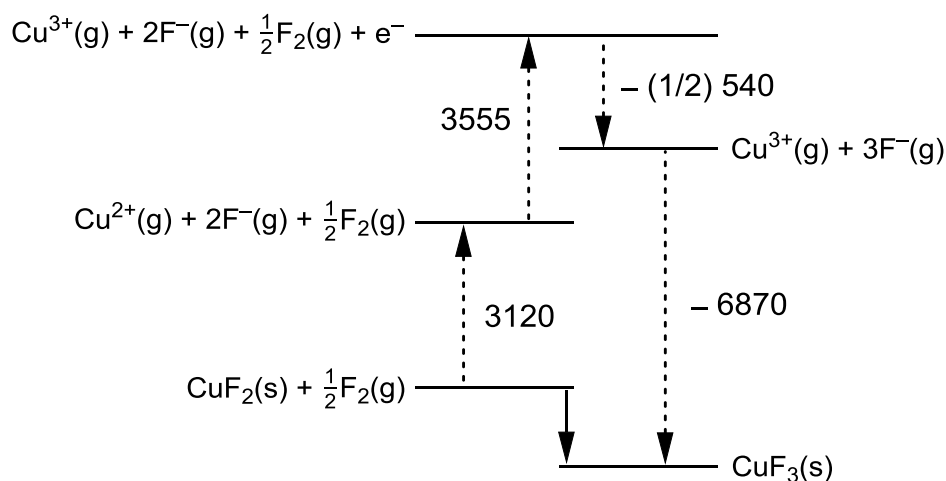 Cu³⁺(g) + 2F⁻(g) + ½F₂(g) + e⁻
– (1/2) 540
3555
Cu³⁺(g) + 3F⁻(g)
Cu²⁺(g) + 2F⁻(g) + ½F₂(g)
– 6870
3120
CuF₂(s) + ½F₂(g)
CuF₃(s)